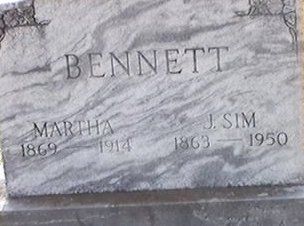 BENNETT
MARTHA J. SIM
1869 — 1914 1863 — 1950